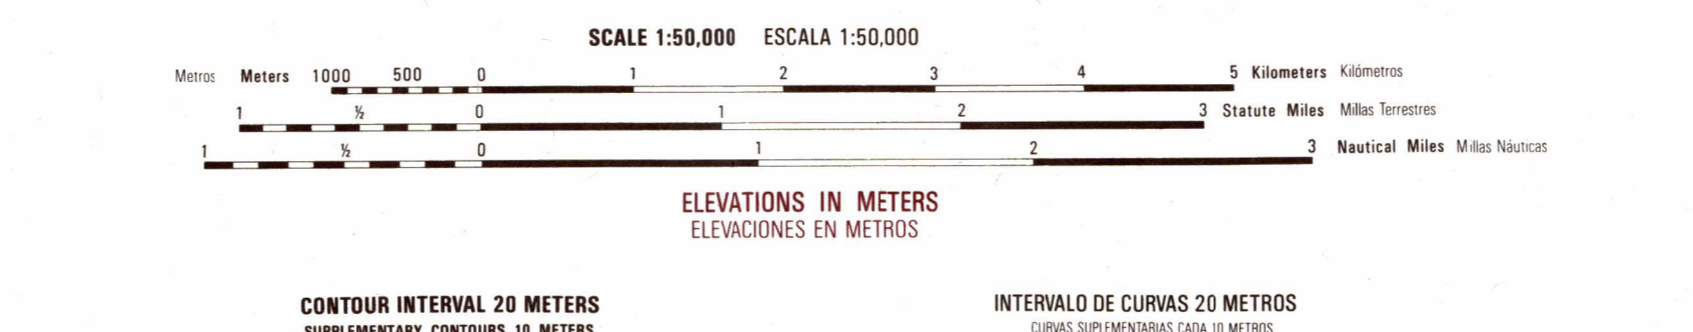 SCALE 1:50,000 ESCALA 1:50,000
Metros Meters 1000 500 0 1 2 3 4 5 Kilometers Kilómetros
1 ½ 0 1 2 3 Statute Miles Millas Terrestres
1 ½ 0 1 2 3 Nautical Miles Millas Náuticas
ELEVATIONS IN METERS
ELEVACIONES EN METROS
CONTOUR INTERVAL 20 METERS INTERVALO DE CURVAS 20 METROS
SUPPLEMENTARY CONTOURS 10 METERS CURVAS SUPLEMENTARIAS CADA 10 METROS